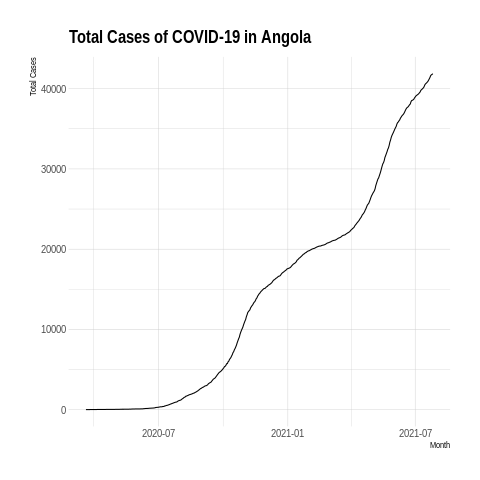 Total Cases of COVID-19 in Angola
Total Cases
40000
30000
20000
10000
0
2020-07
2021-01
2021-07
Month